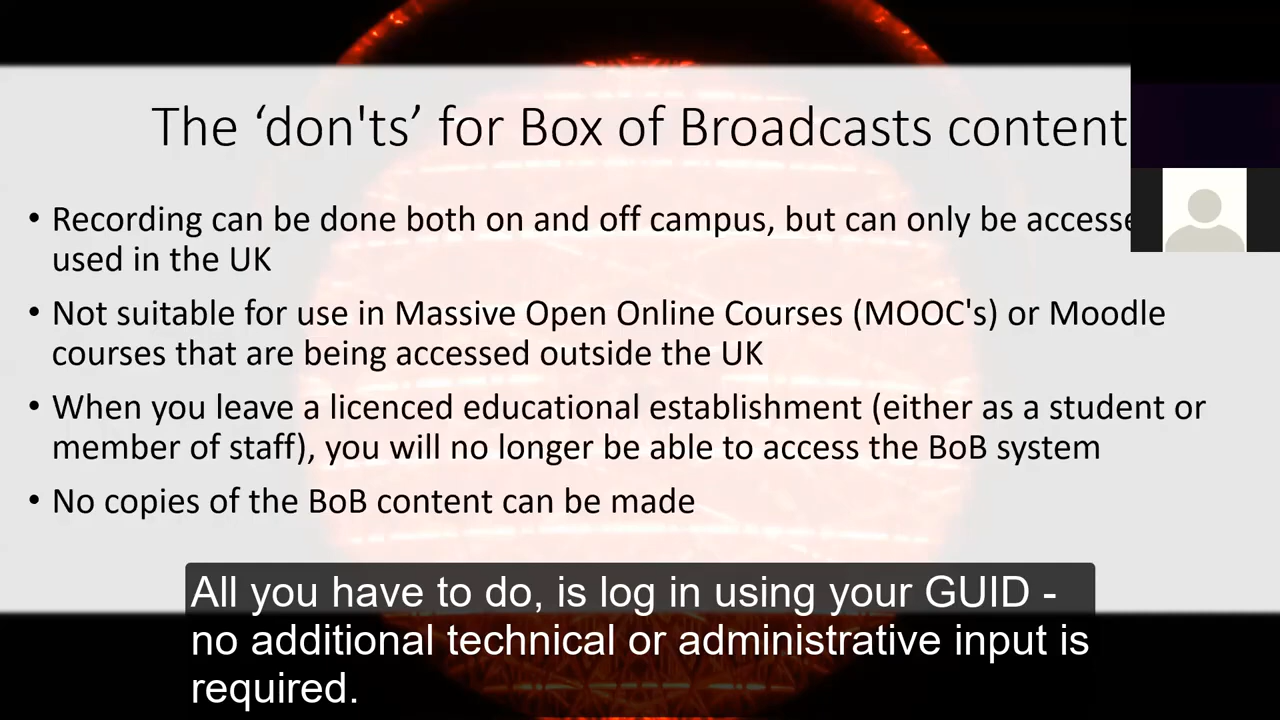 The ‘don'ts’ for Box of Broadcasts content
• Recording can be done both on and off campus, but can only be accesse
used in the UK
• Not suitable for use in Massive Open Online Courses (MOOC's) or Moodle
courses that are being accessed outside the UK
• When you leave a licenced educational establishment (either as a student or
member of staff), you will no longer be able to access the BoB system
• No copies of the BoB content can be made
All you have to do, is log in using your GUID -
no additional technical or administrative input is
required.